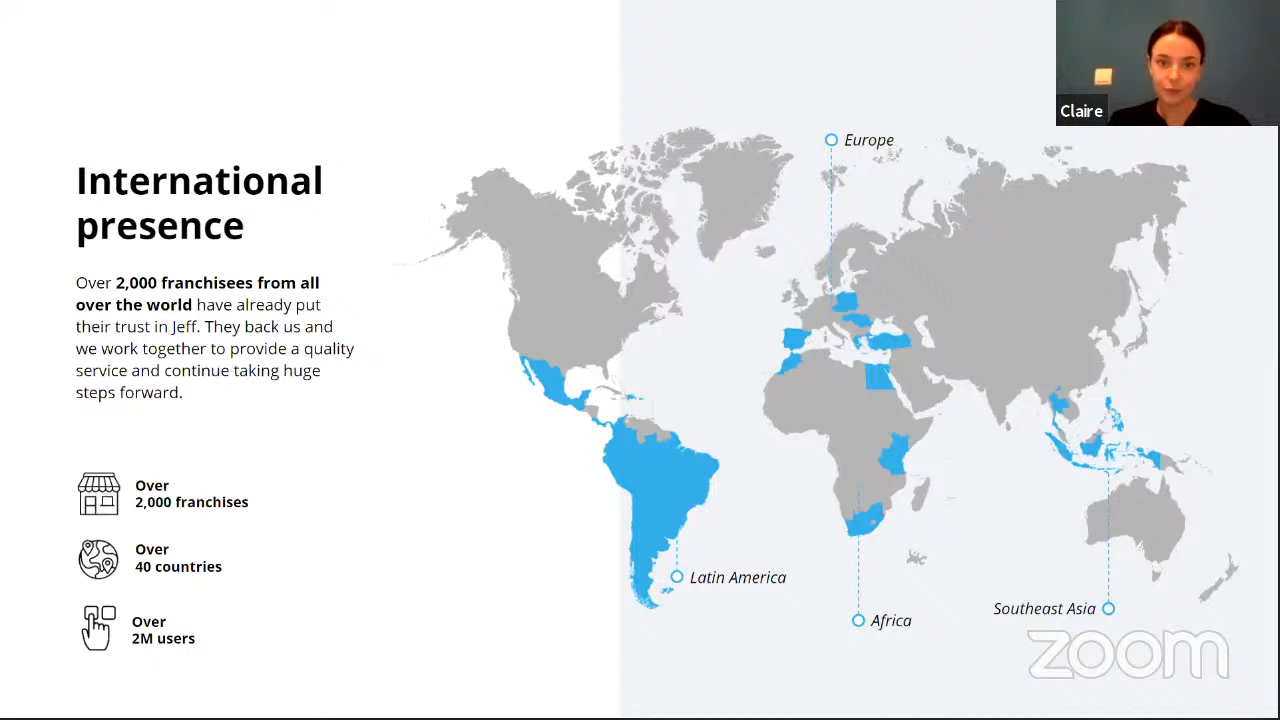 Claire
Europe
International
presence
Over 2,000 franchisees from all
over the world have already put
their trust in Jeff. They back us and
we work together to provide a quality
service and continue taking huge
steps forward.
Over
2,000 franchises
Over
40 countries
Over
2M users
Latin America
Africa
Southeast Asia
zoom